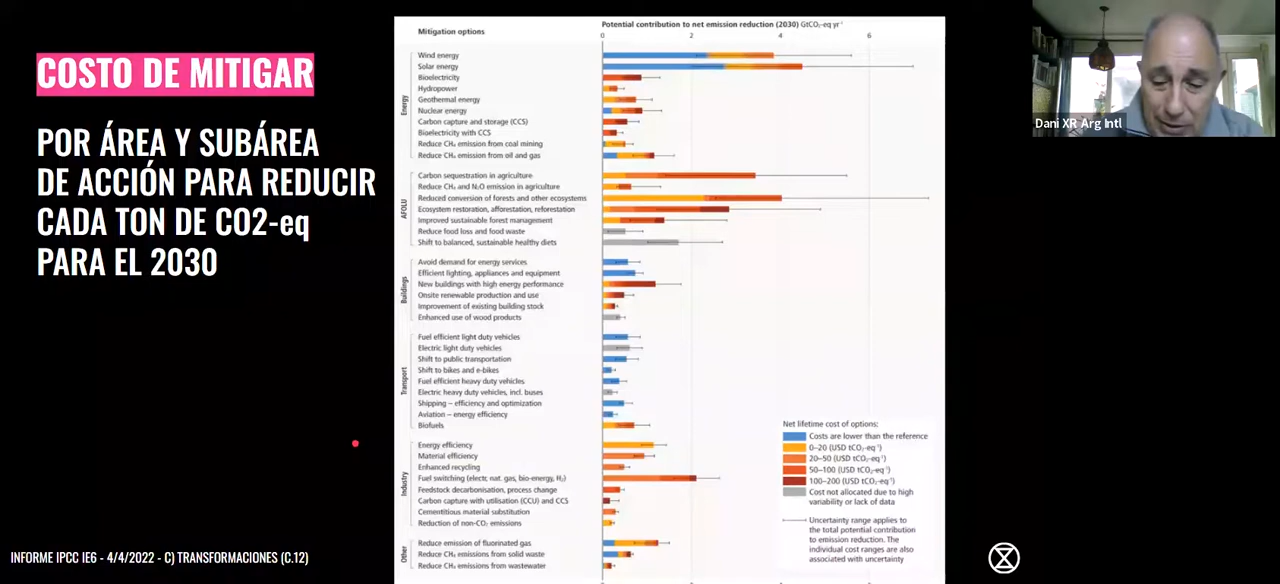 COSTO DE MITIGAR
POR ÁREA Y SUBÁREA
DE ACCIÓN PARA REDUCIR
CADA TON DE CO2-eq
PARA EL 2030
INFORME IPCC IE6 - 4/4/2022 - C) TRANSFORMACIONES (C.12)
Mitigation options
Potential contribution to net emission reduction (2030) GtCO₂-eq yr⁻¹
0 2 4 6
Energy
Wind energy
Solar energy
Bioelectricity
Hydropower
Geothermal energy
Nuclear energy
Carbon capture and storage (CCS)
Bioelectricity with CCS
Reduce CH₄ emission from coal mining
Reduce CH₄ emission from oil and gas
AFOLU
Carbon sequestration in agriculture
Reduce CH₄ and N₂O emission in agriculture
Reduced conversion of forests and other ecosystems
Ecosystem restoration, afforestation, reforestation
Improved sustainable forest management
Reduce food loss and food waste
Shift to balanced, sustainable healthy diets
Buildings
Avoid demand for energy services
Efficient lighting, appliances and equipment
New buildings with high energy performance
Onsite renewable production and use
Improvement of existing building stock
Enhanced use of wood products
Transport
Fuel efficient light duty vehicles
Electric light duty vehicles
Shift to public transportation
Shift to bikes and e-bikes
Fuel efficient heavy duty vehicles
Electric heavy duty vehicles, incl. buses
Shipping – efficiency and optimization
Aviation – energy efficiency
Biofuels
Industry
Energy efficiency
Material efficiency
Enhanced recycling
Fuel switching (electr, nat. gas, bio-energy, H₂)
Feedstock decarbonisation, process change
Carbon capture with utilisation (CCU) and CCS
Cementitious material substitution
Reduction of non-CO₂ emissions
Other
Reduce emission of fluorinated gas
Reduce CH₄ emissions from solid waste
Reduce CH₄ emissions from wastewater
Net lifetime cost of options:
Costs are lower than the reference
0–20 (USD tCO₂-eq⁻¹)
20–50 (USD tCO₂-eq⁻¹)
50–100 (USD tCO₂-eq⁻¹)
100–200 (USD tCO₂-eq⁻¹)
Cost not allocated due to high
variability or lack of data
Uncertainty range applies to
the total potential contribution
to emission reduction. The
individual cost ranges are also
associated with uncertainty
Dani XR Arg Intl